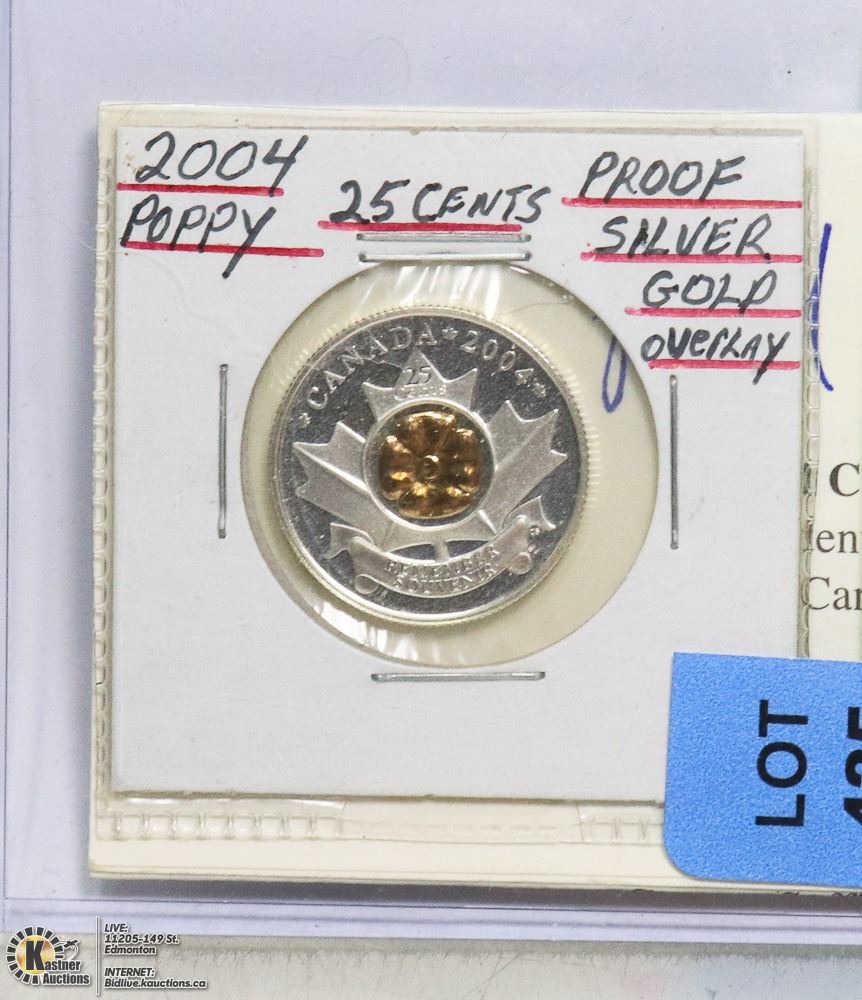 2004
POPPY
25 CENTS
PROOF
SILVER
GOLD
OVERLAY
CANADA 2004
25
CENTS
REMEMBER
SOUVENIR
C
Can
LOT
Kastner
Auctions
LIVE:
11205-149 St.
Edmonton
INTERNET:
Bidlive.kauctions.ca